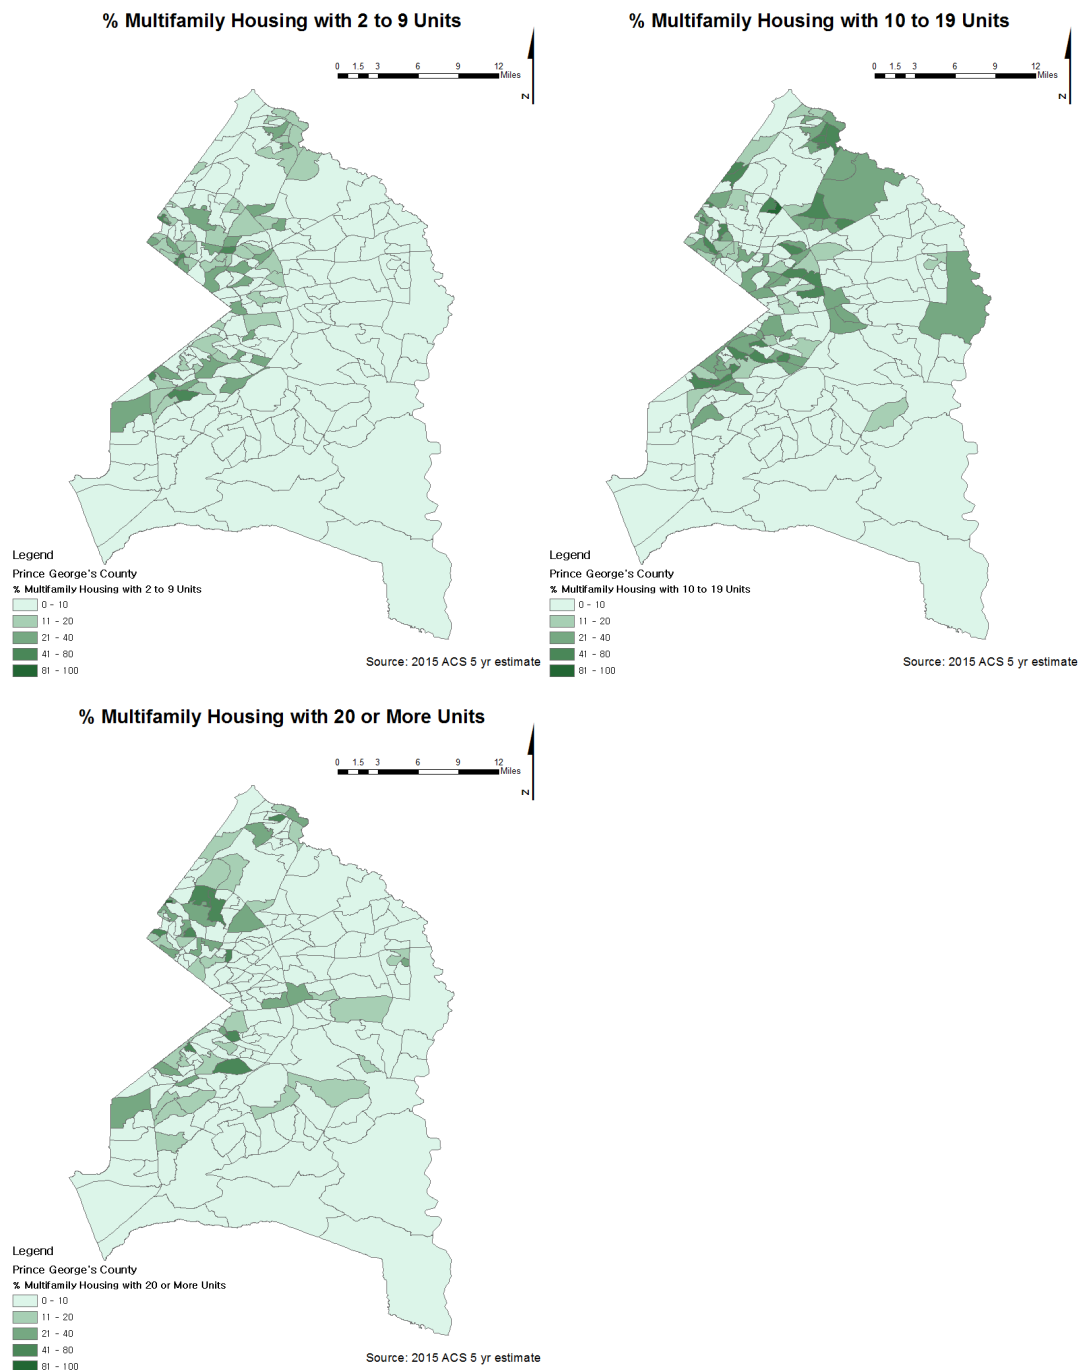 % Multifamily Housing with 2 to 9 Units
0 1.5 3 6 9 12
Miles
N
Legend
Prince George's County
% Multifamily Housing with 2 to 9 Units
0 - 10
11 - 20
21 - 40
41 - 80
81 - 100
Source: 2015 ACS 5 yr estimate
% Multifamily Housing with 10 to 19 Units
0 1.5 3 6 9 12
Miles
N
Legend
Prince George's County
% Multifamily Housing with 10 to 19 Units
0 - 10
11 - 20
21 - 40
41 - 80
81 - 100
Source: 2015 ACS 5 yr estimate
% Multifamily Housing with 20 or More Units
0 1.5 3 6 9 12
Miles
N
Legend
Prince George's County
% Multifamily Housing with 20 or More Units
0 - 10
11 - 20
21 - 40
41 - 80
81 - 100
Source: 2015 ACS 5 yr estimate